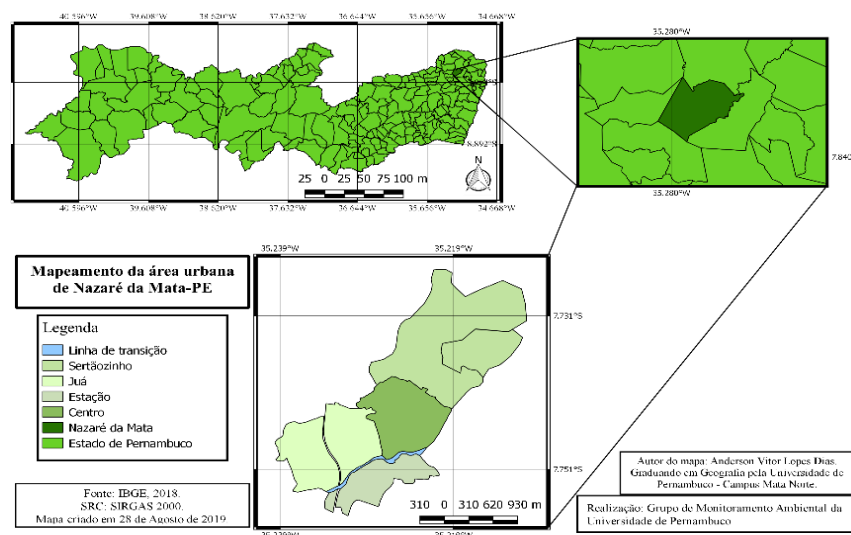 35.280°W
8.892°S
N
25 0 25 50 75 100 m
40.596°W 39.608°W 38.620°W 37.632°W 36.644°W 35.656°W 34.668°W
7.840
35.280°W
35.239°W 35.219°W
Mapeamento da área urbana
de Nazaré da Mata-PE
7.731°S
Legenda
Linha de transição
Sertãozinho
Juá
Estação
Centro
Nazaré da Mata
Estado de Pernambuco
7.751°S
Autor do mapa: Anderson Vitor Lopes Dias.
Graduando em Geografia pela Universidade de
Pernambuco - Campus Mata Norte.
Fonte: IBGE, 2018.
SRC: SIRGAS 2000.
Mapa criado em 28 de Agosto de 2019
310 0 310 620 930 m
Realização: Grupo de Monitoramento Ambiental da
Universidade de Pernambuco